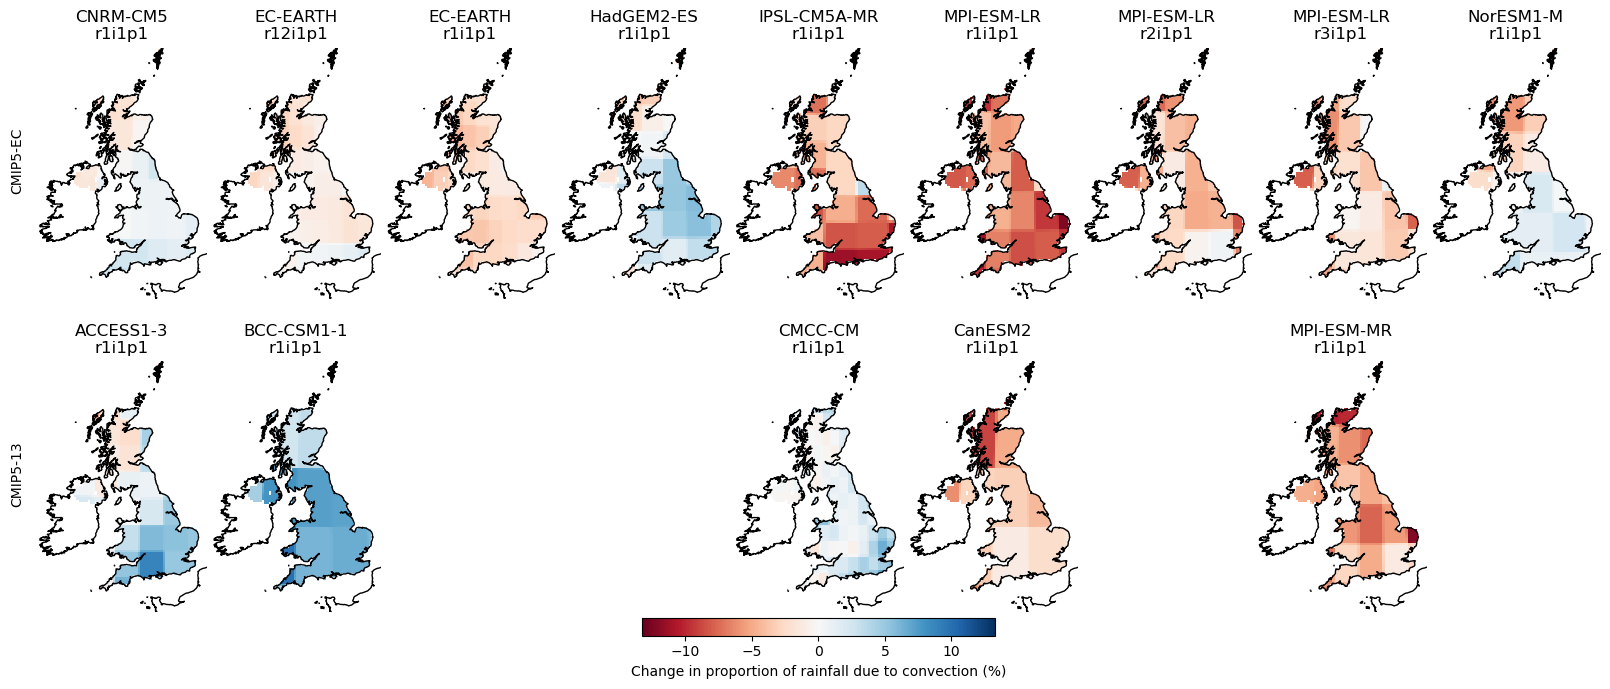 CNRM-CM5
r1i1p1
EC-EARTH
r12i1p1
EC-EARTH
r1i1p1
HadGEM2-ES
r1i1p1
IPSL-CM5A-MR
r1i1p1
MPI-ESM-LR
r1i1p1
MPI-ESM-LR
r2i1p1
MPI-ESM-LR
r3i1p1
NorESM1-M
r1i1p1
CMIP5-EC
ACCESS1-3
r1i1p1
BCC-CSM1-1
r1i1p1
CMCC-CM
r1i1p1
CanESM2
r1i1p1
MPI-ESM-MR
r1i1p1
CMIP5-13
−10 −5 0 5 10
Change in proportion of rainfall due to convection (%)